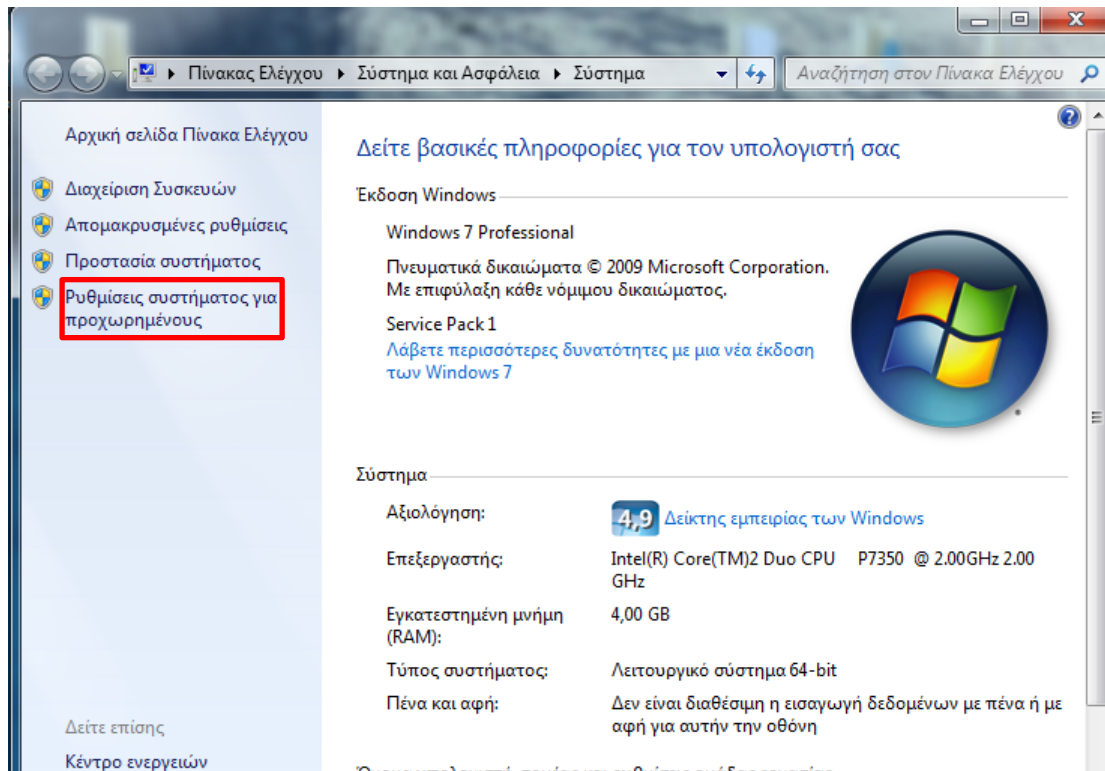 Πίνακας Ελέγχου ▸ Σύστημα και Ασφάλεια ▸ Σύστημα
Αναζήτηση στον Πίνακα Ελέγχου
Αρχική σελίδα Πίνακα Ελέγχου
Διαχείριση Συσκευών
Απομακρυσμένες ρυθμίσεις
Προστασία συστήματος
Ρυθμίσεις συστήματος για
προχωρημένους
Δείτε επίσης
Κέντρο ενεργειών
Δείτε βασικές πληροφορίες για τον υπολογιστή σας
Έκδοση Windows
Windows 7 Professional
Πνευματικά δικαιώματα © 2009 Microsoft Corporation.
Με επιφύλαξη κάθε νόμιμου δικαιώματος.
Service Pack 1
Λάβετε περισσότερες δυνατότητες με μια νέα έκδοση
των Windows 7
Σύστημα
Αξιολόγηση: 4,9 Δείκτης εμπειρίας των Windows
Επεξεργαστής: Intel(R) Core(TM)2 Duo CPU P7350 @ 2.00GHz 2.00
GHz
Εγκατεστημένη μνήμη 4,00 GB
(RAM):
Τύπος συστήματος: Λειτουργικό σύστημα 64-bit
Πένα και αφή: Δεν είναι διαθέσιμη η εισαγωγή δεδομένων με πένα ή με
αφή για αυτήν την οθόνη